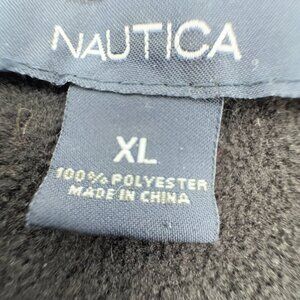 NAUTICA
XL
100% POLYESTER
MADE IN CHINA